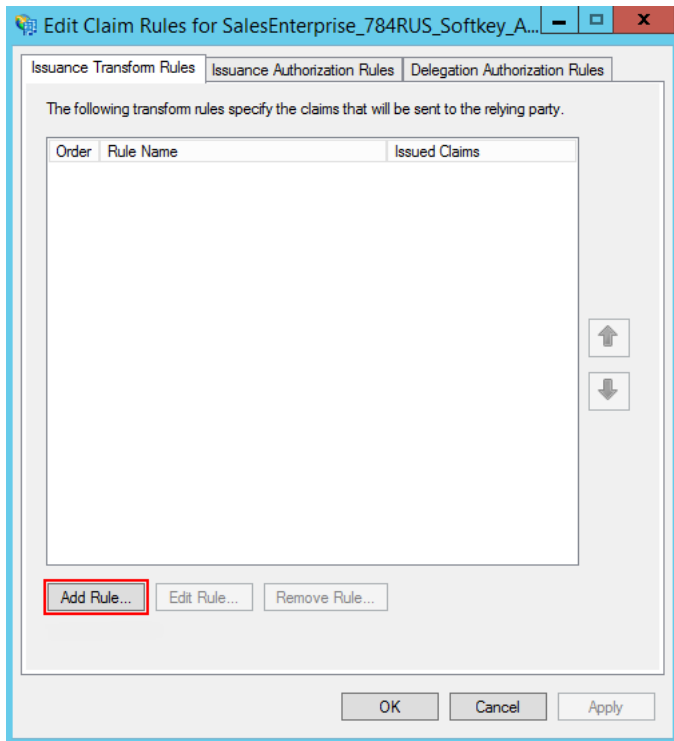 Edit Claim Rules for SalesEnterprise_784RUS_Softkey_A...
Issuance Transform Rules Issuance Authorization Rules Delegation Authorization Rules
The following transform rules specify the claims that will be sent to the relying party.
Order Rule Name Issued Claims
Add Rule... Edit Rule... Remove Rule...
OK Cancel Apply